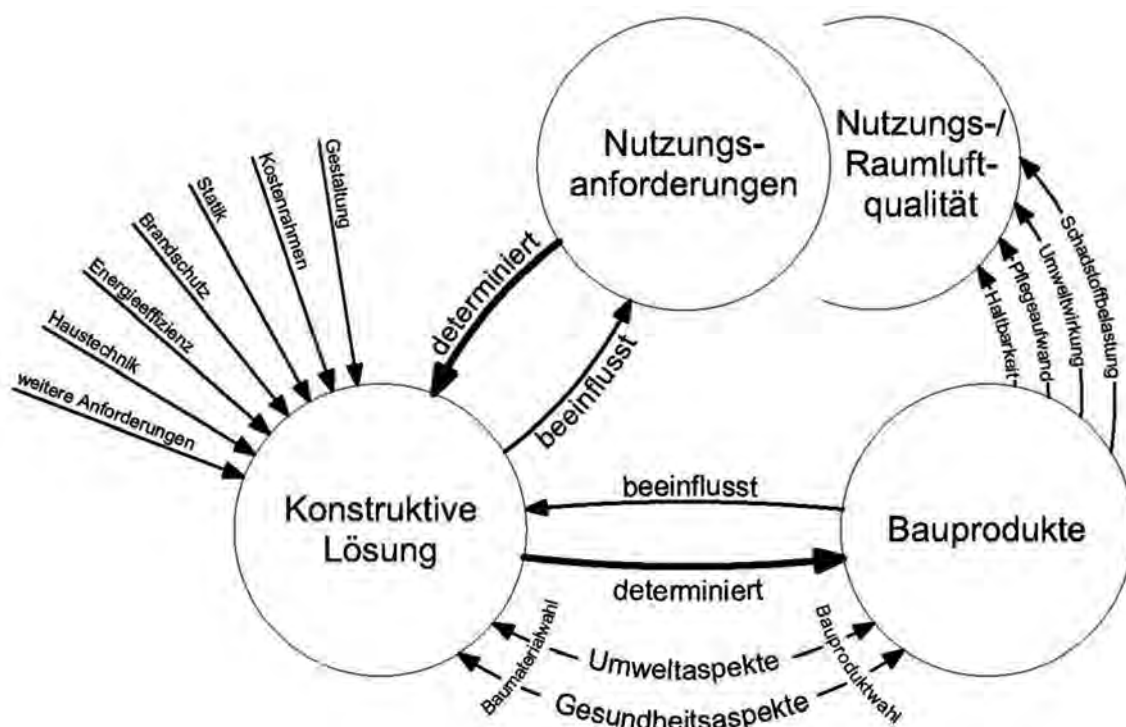 Nutzungs-
anforderungen
Nutzungs-/
Raumluft-
qualität
Gestaltung
Kostenrahmen
Statik
Brandschutz
Energieeffizienz
Haustechnik
weitere Anforderungen
determiniert
beeinflusst
Schadstoffbelastung
Umweltwirkung
Pflegeaufwand
Haltbarkeit
Konstruktive
Lösung
beeinflusst
determiniert
Bauprodukte
Baumaterialwahl
Umweltaspekte
Gesundheitsaspekte
Bauproduktwahl